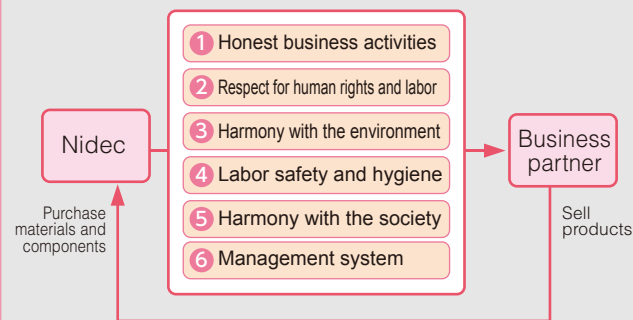 1 Honest business activities
2 Respect for human rights and labor
3 Harmony with the environment
4 Labor safety and hygiene
5 Harmony with the society
6 Management system
Nidec
Business
partner
Purchase
materials and
components
Sell
products